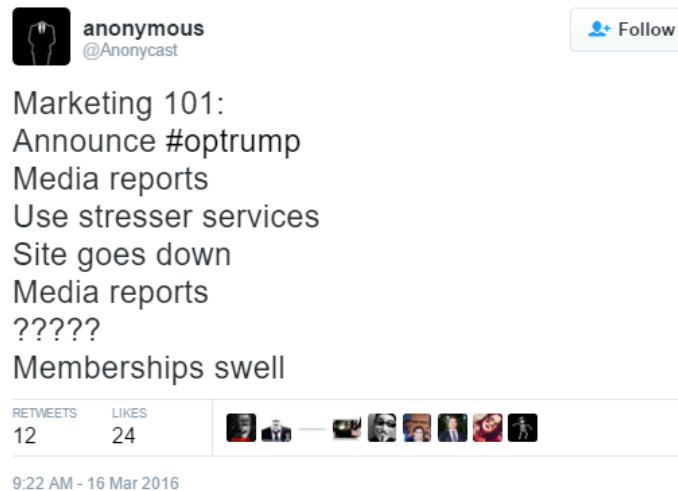 anonymous
@Anonycast
Follow
Marketing 101:
Announce #optrump
Media reports
Use stresser services
Site goes down
Media reports
?????
Memberships swell
RETWEETS LIKES
12 24
9:22 AM - 16 Mar 2016